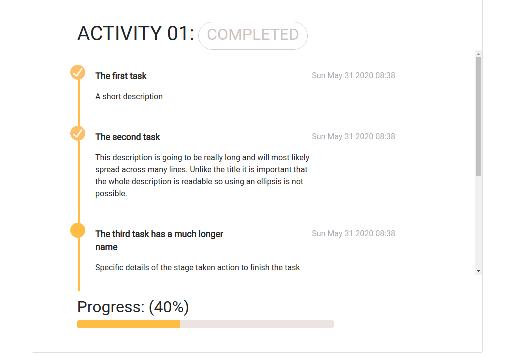 ACTIVITY 01: COMPLETED
The first task Sun May 31 2020 08:38
A short description
The second task Sun May 31 2020 08:38
This description is going to be really long and will most likely
spread across many lines. Unlike the title it is important that
the whole description is readable so using an ellipsis is not
possible.
The third task has a much longer Sun May 31 2020 08:38
name
Specific details of the stage taken action to finish the task
Progress: (40%)